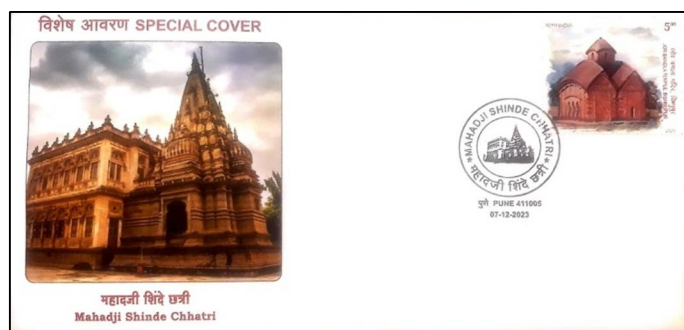 विशेष आवरण SPECIAL COVER
5.00
MAHADJI SHINDE CHHATRI
महादजी शिंदे छत्री
पुणे PUNE 411005
07-12-2023
महादजी शिंदे छत्री
Mahadji Shinde Chhatri